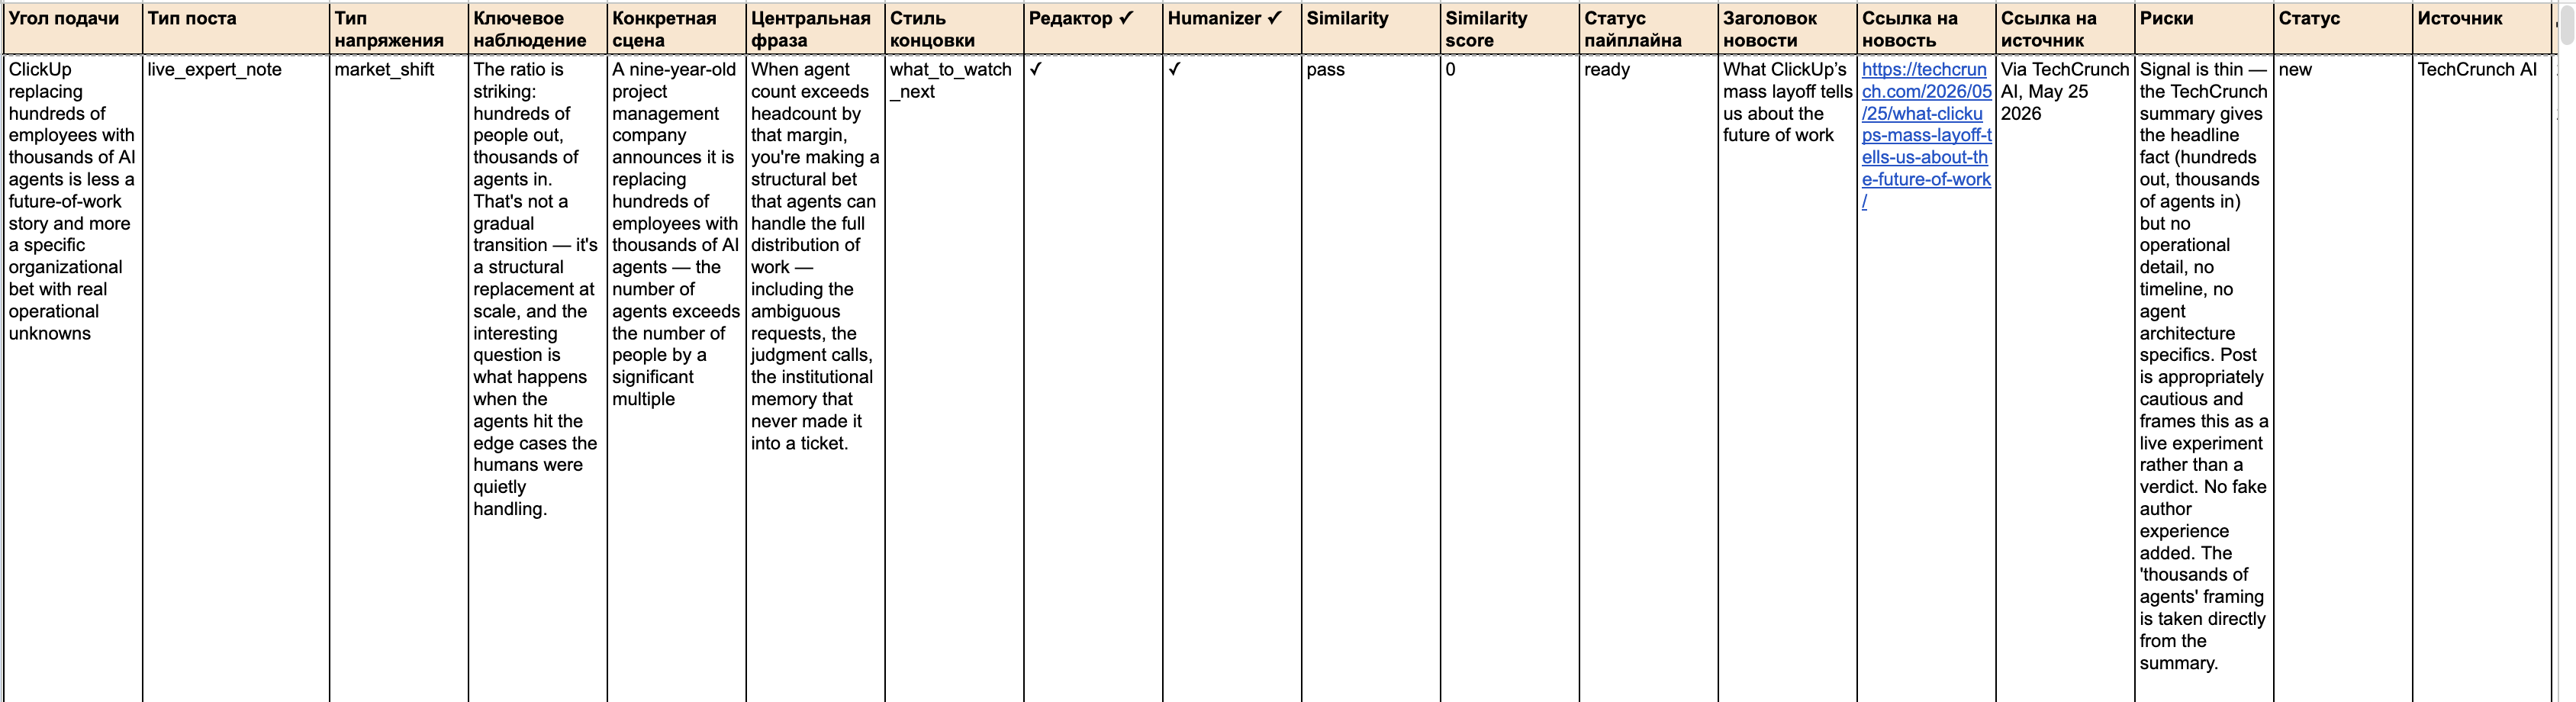 Угол подачи
Тип поста
Тип
напряжения
Ключевое
наблюдение
Конкретная
сцена
Центральная
фраза
Стиль
концовки
Редактор ✓
Humanizer ✓
Similarity
Similarity
score
Статус
пайплайна
Заголовок
новости
Ссылка на
новость
Ссылка на
источник
Риски
Статус
Источник
ClickUp
replacing
hundreds of
employees with
thousands of AI
agents is less a
future-of-work
story and more
a specific
organizational
bet with real
operational
unknowns
live_expert_note
market_shift
The ratio is
striking:
hundreds of
people out,
thousands of
agents in.
That's not a
gradual
transition — it's
a structural
replacement at
scale, and the
interesting
question is
what happens
when the
agents hit the
edge cases the
humans were
quietly
handling.
A nine-year-old
project
management
company
announces it is
replacing
hundreds of
employees with
thousands of AI
agents — the
number of
agents exceeds
the number of
people by a
significant
multiple
When agent
count exceeds
headcount by
that margin,
you're making a
structural bet
that agents can
handle the full
distribution of
work —
including the
ambiguous
requests, the
judgment calls,
the institutional
memory that
never made it
into a ticket.
what_to_watch
_next
✓
✓
pass
0
ready
What ClickUp’s
mass layoff tells
us about the
future of work
https://techcrun
ch.com/2026/05
/25/what-clicku
ps-mass-layoff-t
ells-us-about-th
e-future-of-work
/
Via TechCrunch
AI, May 25
2026
Signal is thin —
the TechCrunch
summary gives
the headline
fact (hundreds
out, thousands
of agents in)
but no
operational
detail, no
timeline, no
agent
architecture
specifics. Post
is appropriately
cautious and
frames this as a
live experiment
rather than a
verdict. No fake
author
experience
added. The
'thousands of
agents' framing
is taken directly
from the
summary.
new
TechCrunch AI